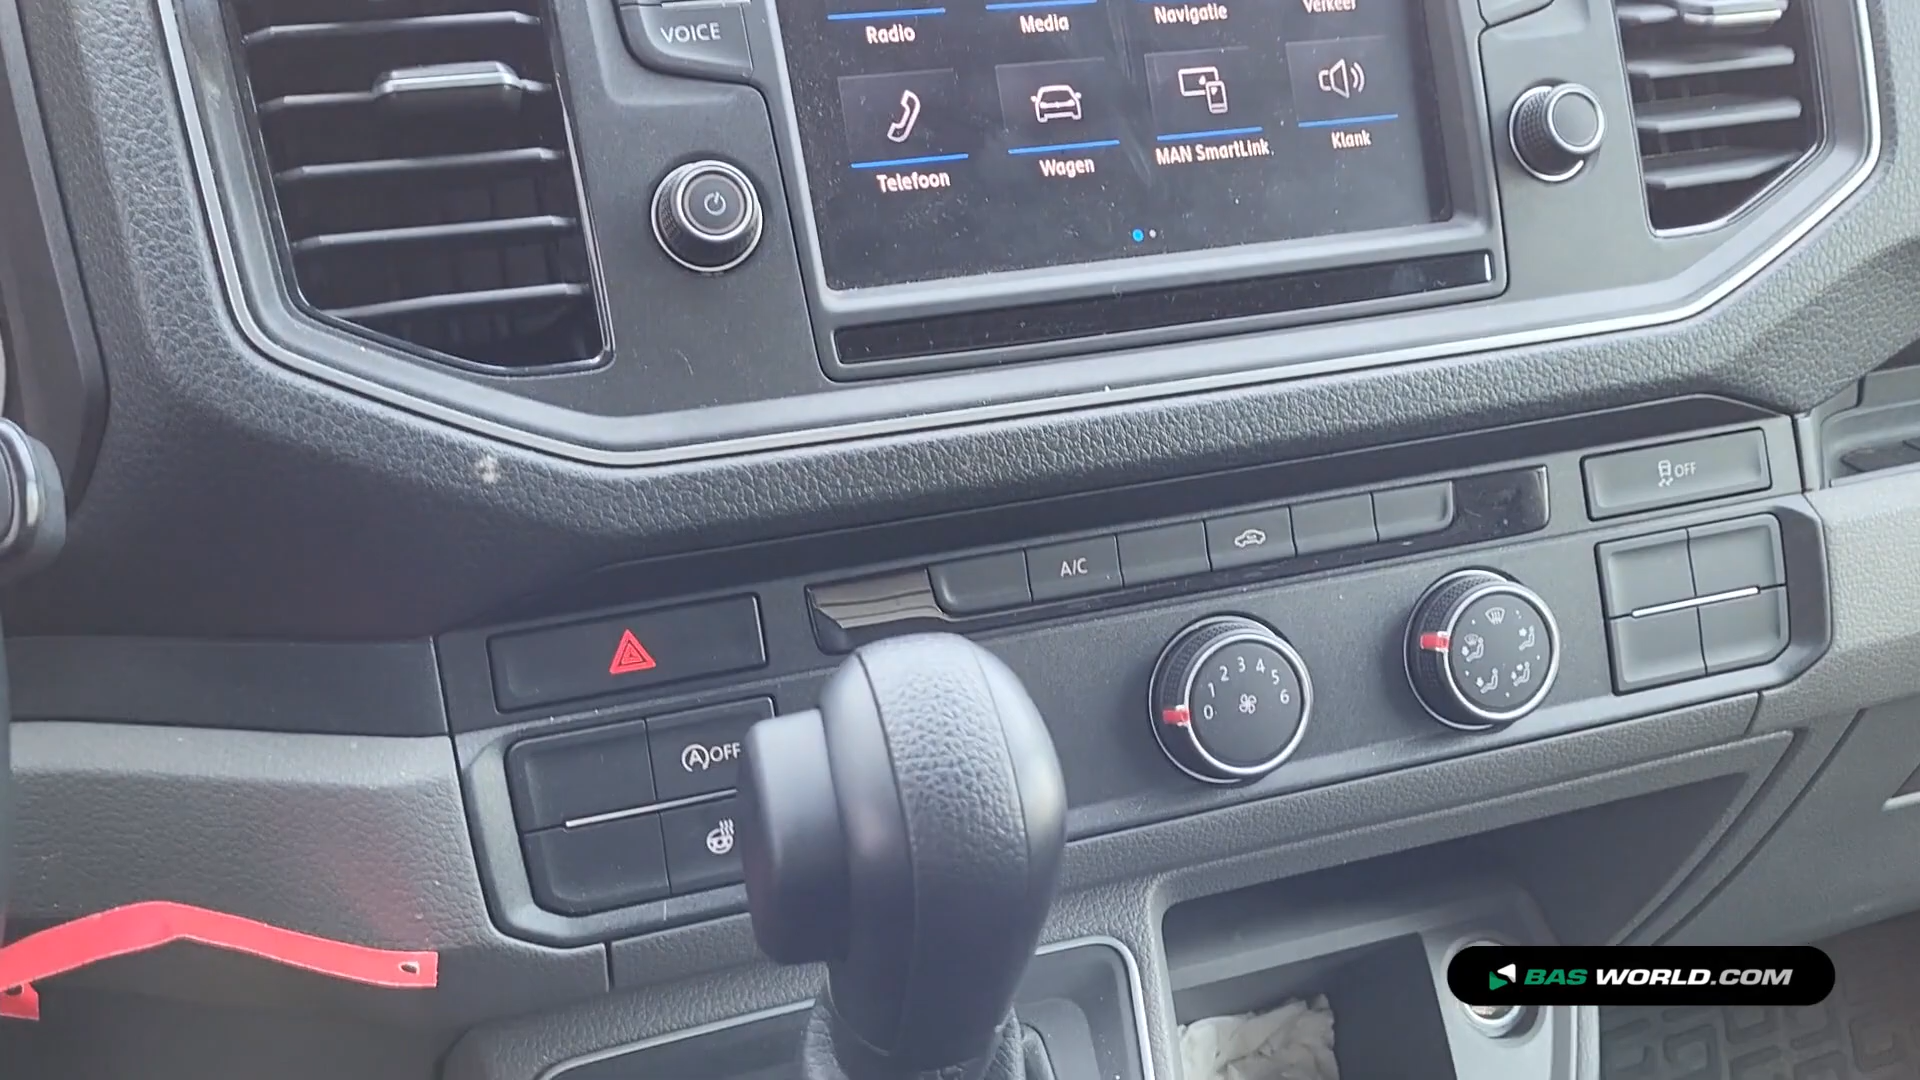 VOICE
Radio
Media
Navigatie
Verkeer
Telefoon
Wagen
MAN SmartLink
Klank
OFF
A/C
0 1 2 3 4 5 6
A OFF
BAS WORLD.COM